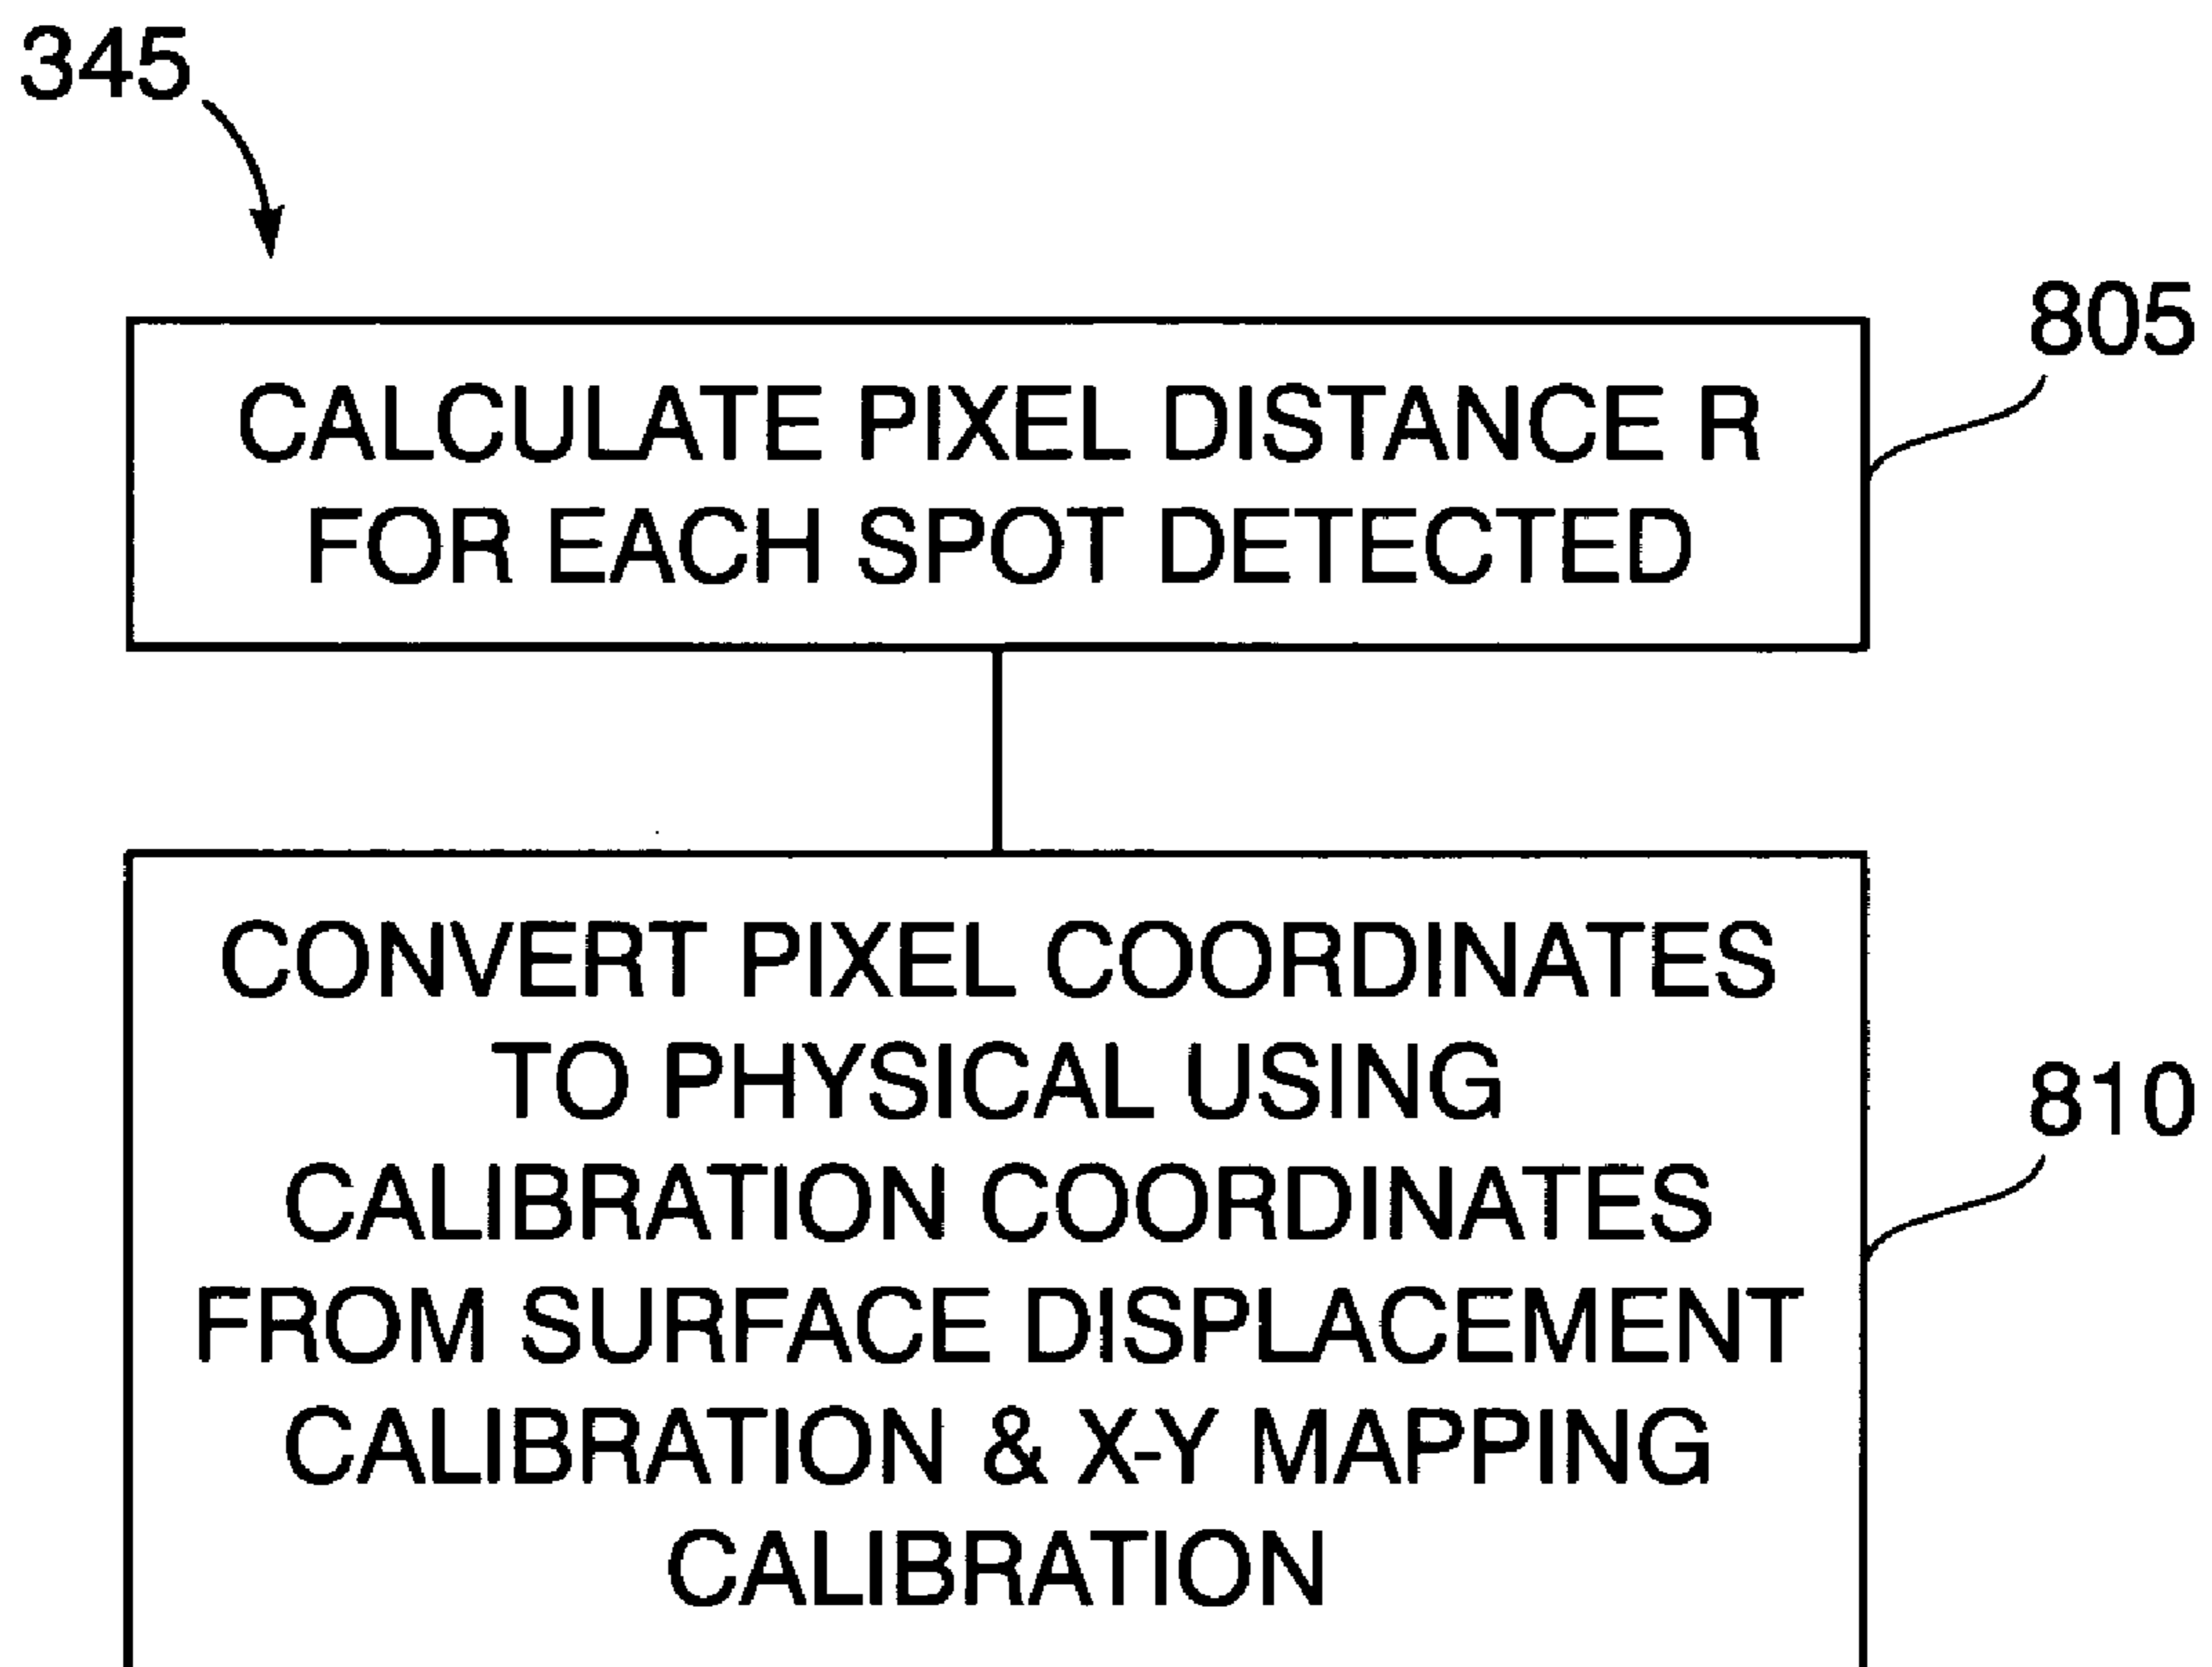 345
805
CALCULATE PIXEL DISTANCE R
FOR EACH SPOT DETECTED
CONVERT PIXEL COORDINATES
TO PHYSICAL USING
810
CALIBRATION COORDINATES
FROM SURFACE DISPLACEMENT
CALIBRATION & X-Y MAPPING
CALIBRATION